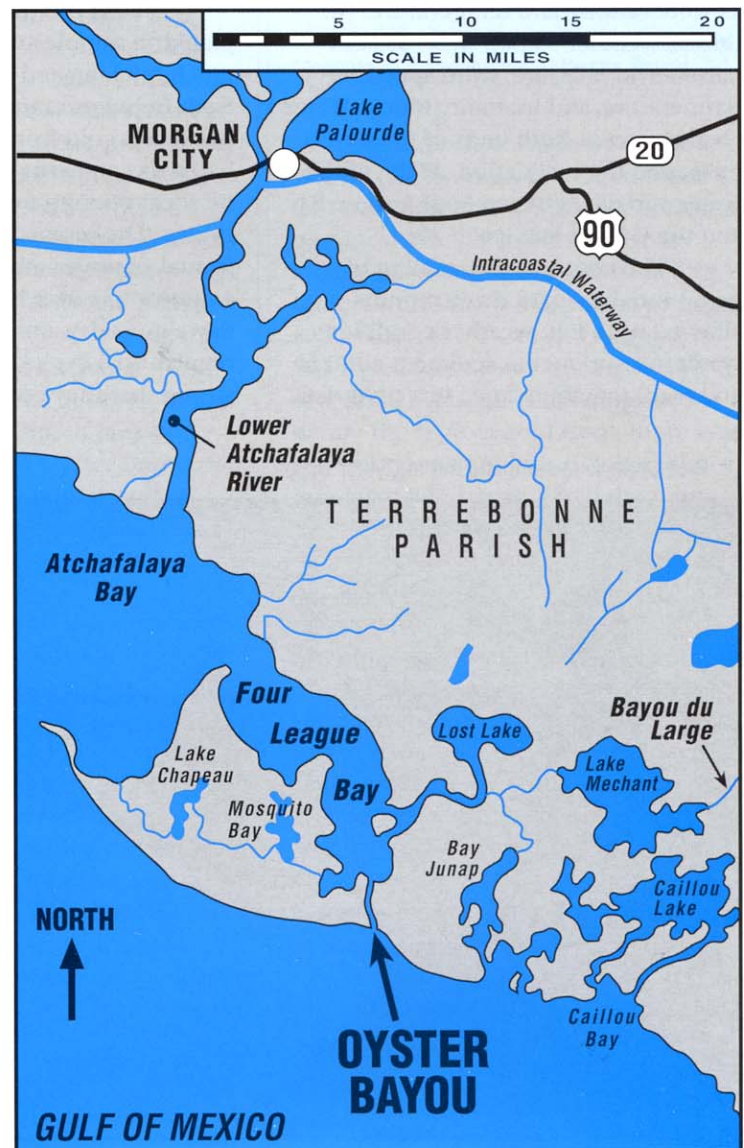 5 10 15 20
SCALE IN MILES
Lake
Palourde
MORGAN
CITY
20
90
Intracoastal Waterway
Lower
Atchafalaya
River
TERREBONNE
PARISH
Atchafalaya
Bay
Four
League
Bay
Lost Lake
Bayou du
Large
Lake
Chapeau
Lake
Mechant
Mosquito
Bay
Bay
Junap
Caillou
Lake
NORTH
Caillou
Bay
OYSTER
BAYOU
GULF OF MEXICO